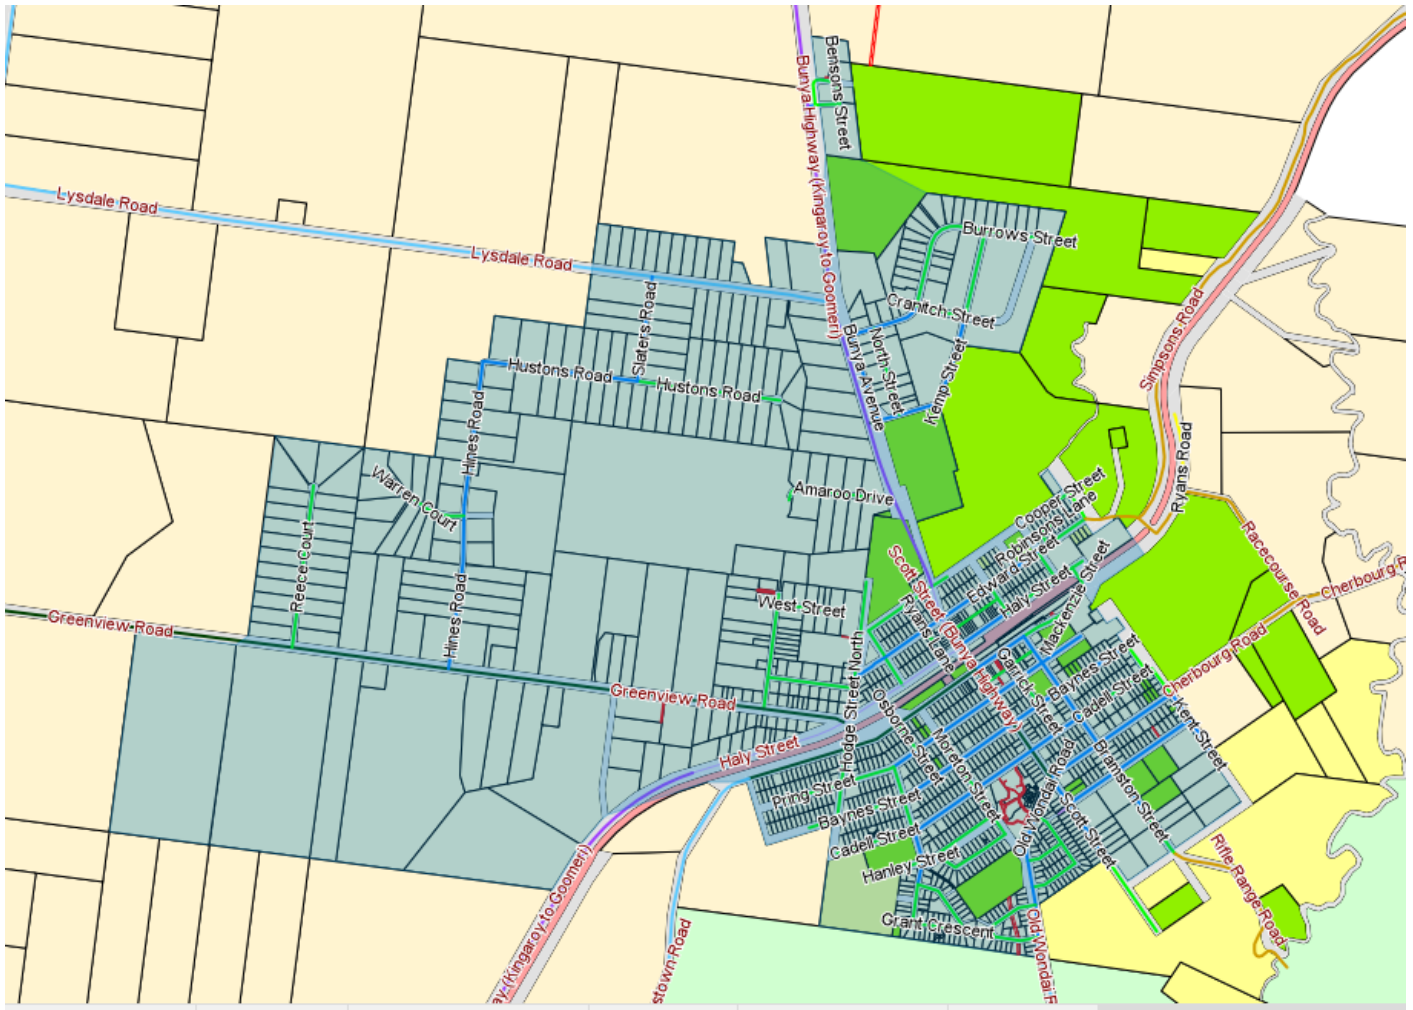 Bensons Street
Bunya Highway (Kingaroy to Goomeri)
Lysdale Road
Lysdale Road
Burrows Street
Cranitch Street
Slaters Road
Bunya Avenue
North Street
Kemp Street
Simpsons Road
Hustons Road
Hustons Road
Hines Road
Ryans Road
Warren Court
Amaroo Drive
Cooper Street
Robinsons Lane
Edward Street
Reece Court
Racecourse Road
Scott Street (Bunya Highway)
Haly Street
Mackenzie Street
Cherbourg R
Hines Road
West Street
Ryans Lane
Greenview Road
Garrick Street
Baynes Street
Cherbourg Road
Greenview Road
Hodge Street North
Osborne Street
Cadell Street
Kent Street
Moreton Street
Haly Street
Bramston Street
Pring Street
Old Wondai Road
Baynes Street
Scott Street
Cadell Street
Hanley Street
Rifle Range Road
Grant Crescent
ay (Kingaroy to Goomeri)
stown Road
Old Wondai R